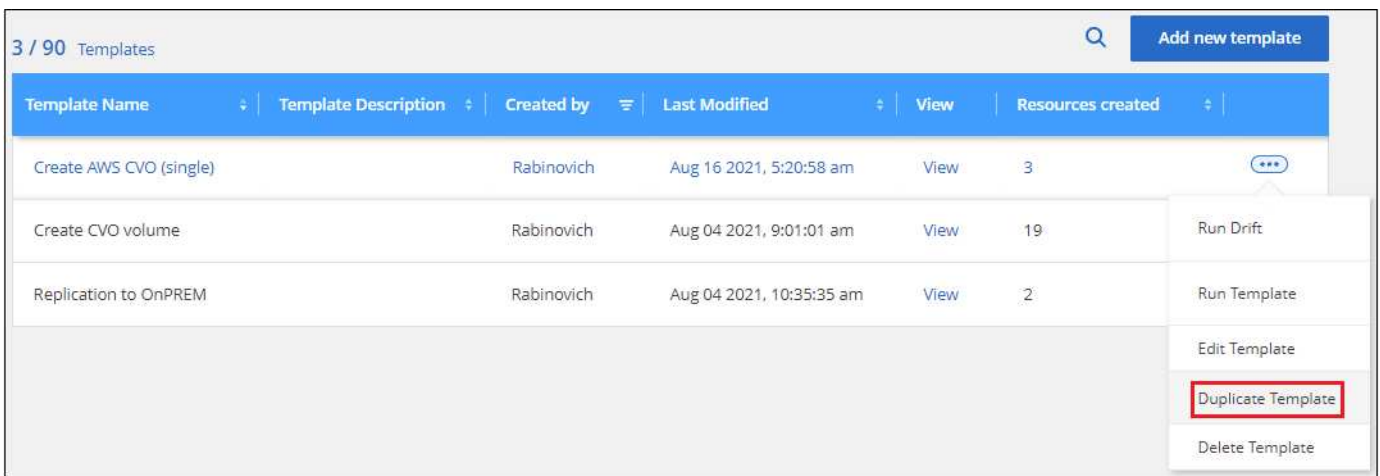 3 / 90 Templates
Add new template
Template Name Template Description Created by Last Modified View Resources created
Create AWS CVO (single) Rabinovich Aug 16 2021, 5:20:58 am View 3
Create CVO volume Rabinovich Aug 04 2021, 9:01:01 am View 19
Replication to OnPREM Rabinovich Aug 04 2021, 10:35:35 am View 2
Run Drift
Run Template
Edit Template
Duplicate Template
Delete Template